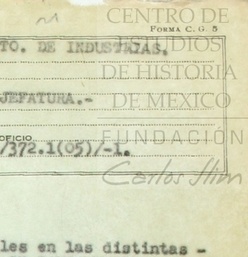 CENTRO DE
FORMA C. G. 5
TO. DE INDUSTRIAS.
ESTUDIOS
DE HISTORIA
JEFATURA.-
DE MEXICO
OFICIO
FUNDACIÓN
/372.1(05)/-1.
Carlos Slim
les en las distintas -